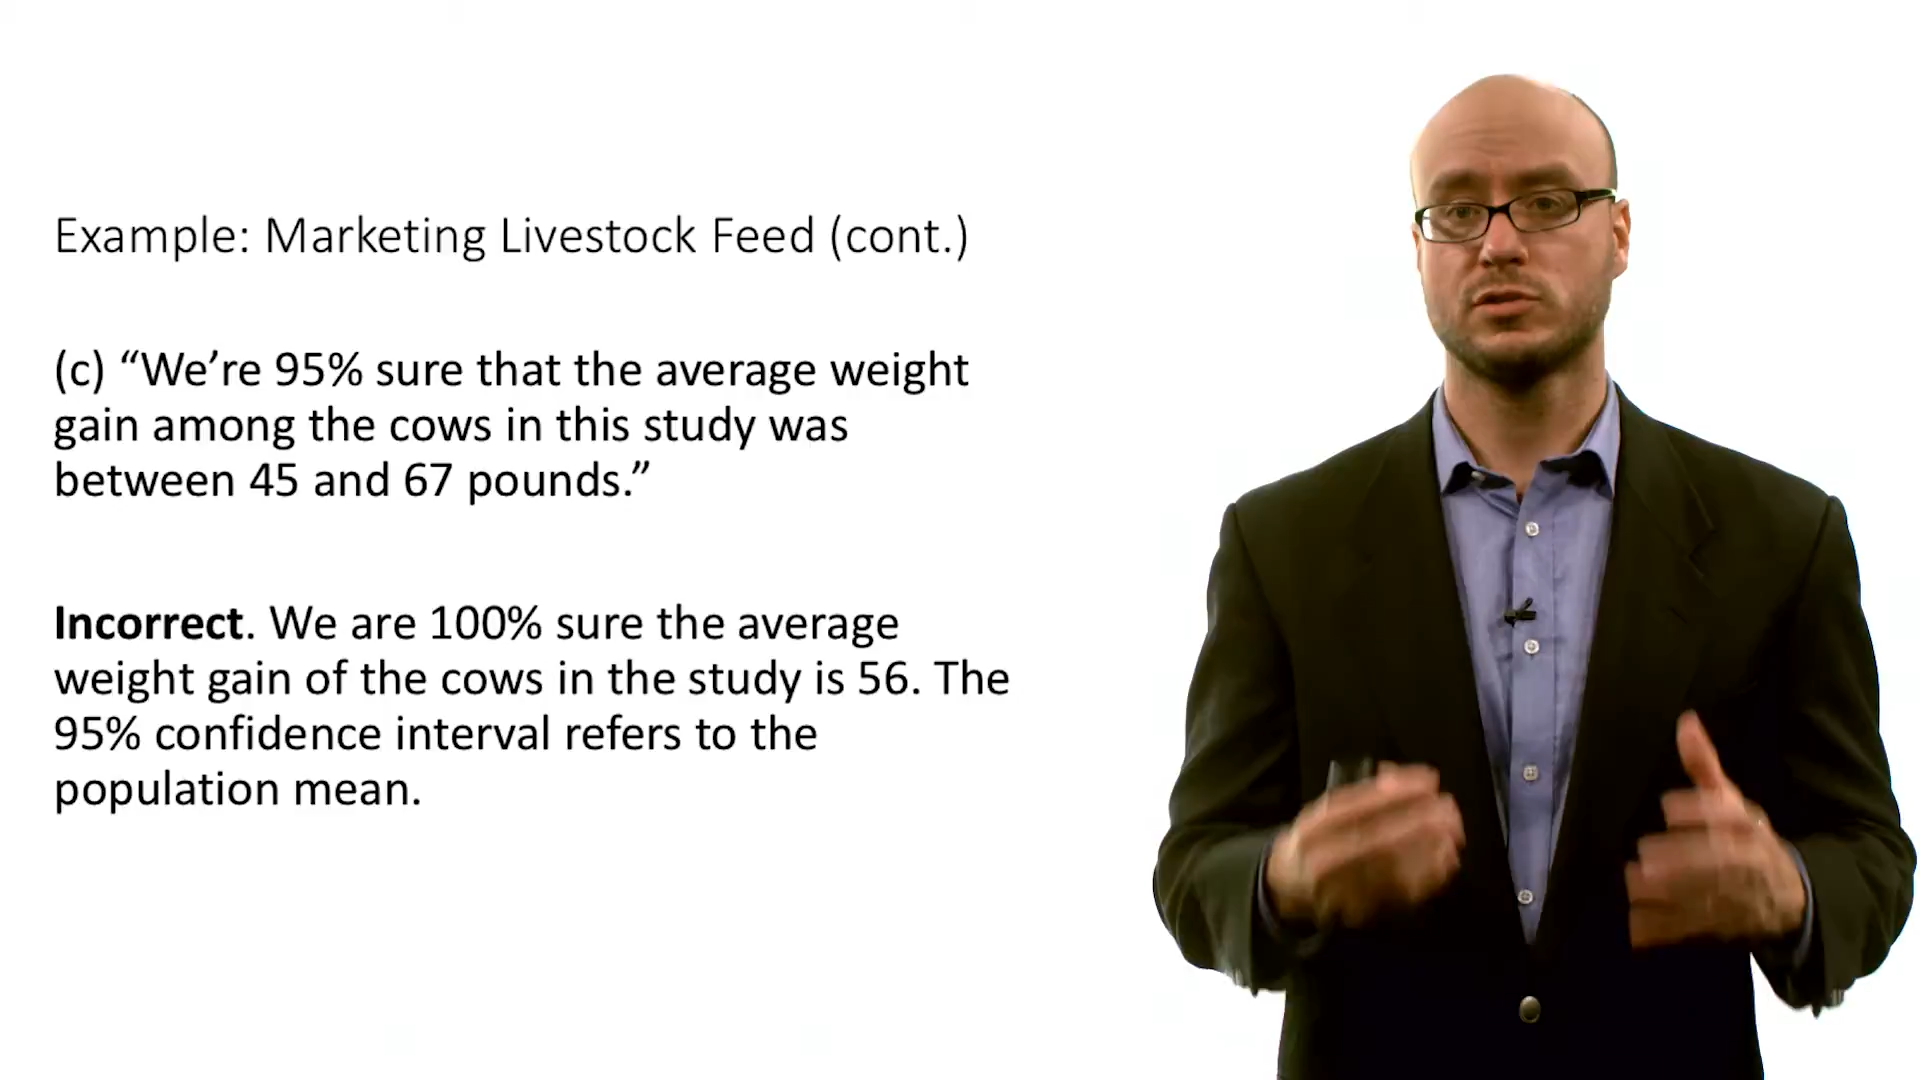 Example: Marketing Livestock Feed (cont.)
(c) “We’re 95% sure that the average weight
gain among the cows in this study was
between 45 and 67 pounds.”
Incorrect. We are 100% sure the average
weight gain of the cows in the study is 56. The
95% confidence interval refers to the
population mean.